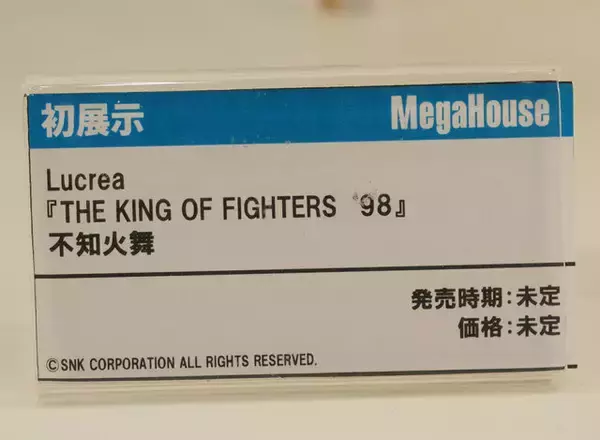 初展示 MegaHouse
Lucrea
『THE KING OF FIGHTERS '98』
不知火舞
発売時期:未定
価格:未定
©SNK CORPORATION ALL RIGHTS RESERVED.